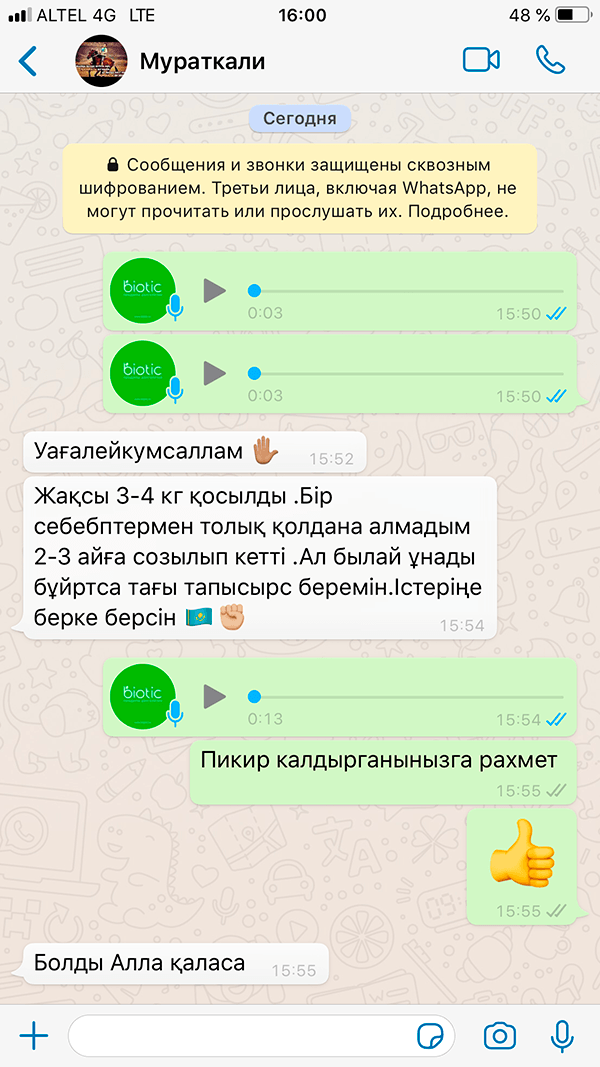 ALTEL 4G LTE 16:00 48 %
Мураткали
Сегодня
Сообщения и звонки защищены сквозным
шифрованием. Третьи лица, включая WhatsApp, не
могут прочитать или прослушать их. Подробнее.
biotic
0:03 15:50
biotic
0:03 15:50
Уағалейкумсаллам 15:52
Жақсы 3-4 кг қосылды .Бір
себебптермен толық қолдана алмадым
2-3 айға созылып кетті .Ал былай ұнады
бұйртса тағы тапысырс беремін.Істеріңе
берке берсін
15:54
biotic
0:13 15:54
Пикир калдырганынызга рахмет
15:55
15:55
Болды Алла қаласа 15:55